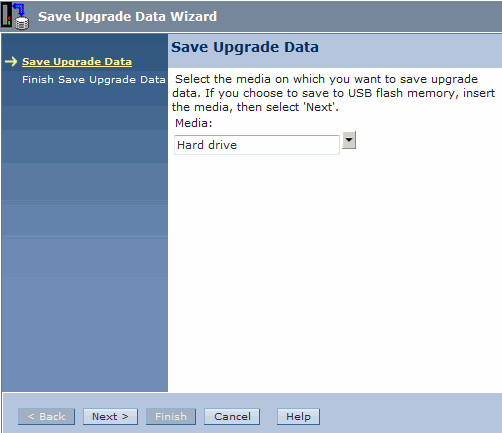 Save Upgrade Data Wizard
Save Upgrade Data
Finish Save Upgrade Data
Save Upgrade Data
Select the media on which you want to save upgrade
data. If you choose to save to USB flash memory, insert
the media, then select 'Next'.
Media:
Hard drive
< Back Next > Finish Cancel Help